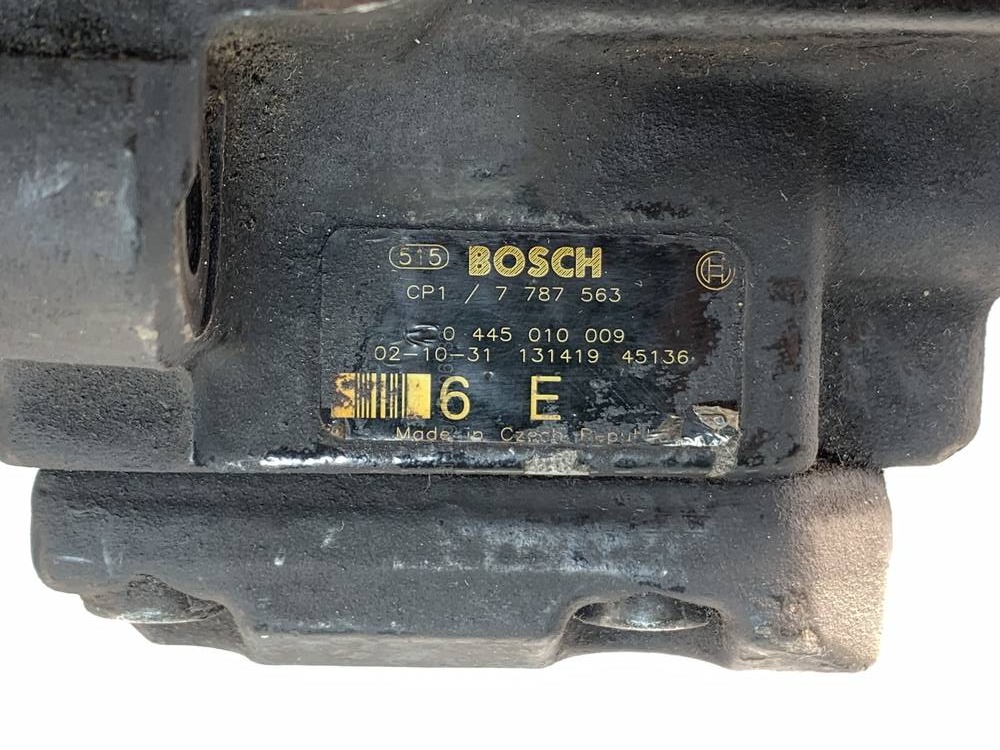 515 BOSCH
CP1 / 7 787 563
0 445 010 009
02-10-31 131419 45136
6 E
Made in Czech